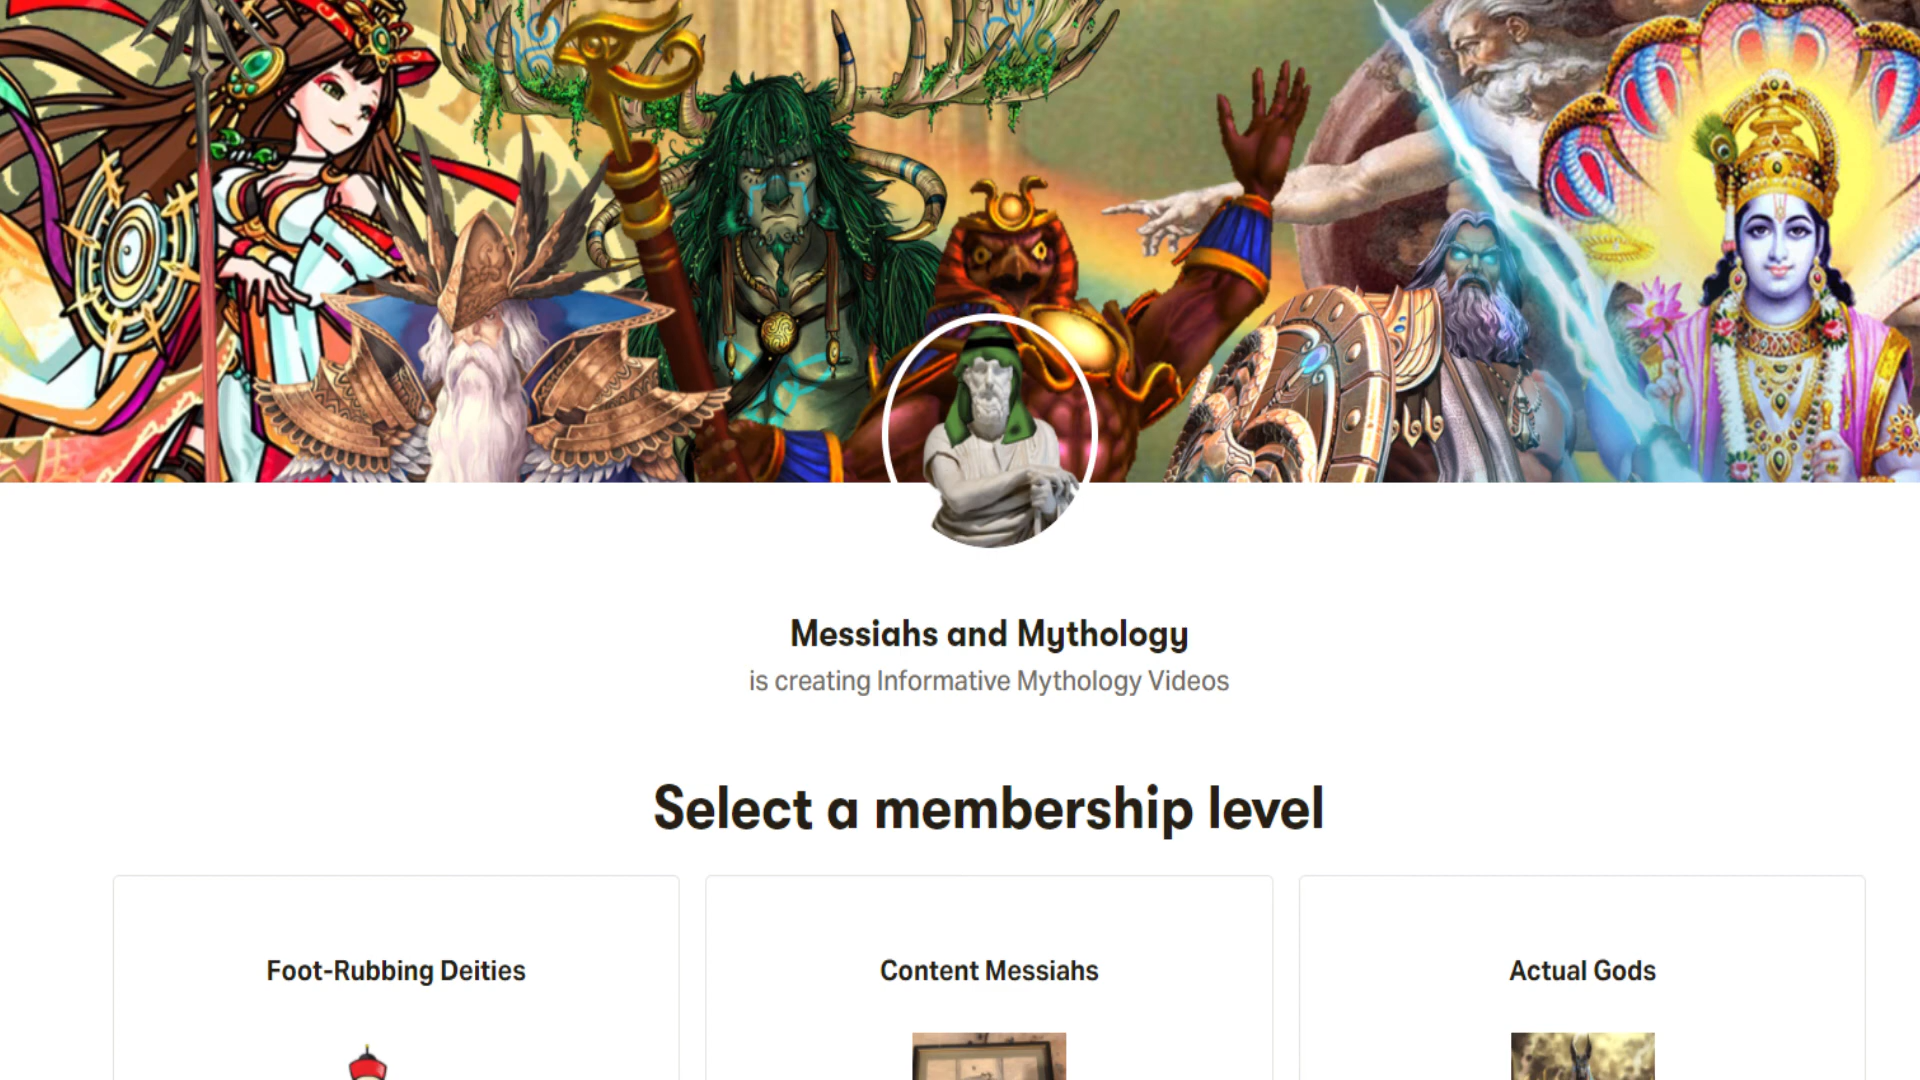 Messiahs and Mythology
is creating Informative Mythology Videos
Select a membership level
Foot-Rubbing Deities
Content Messiahs
Actual Gods